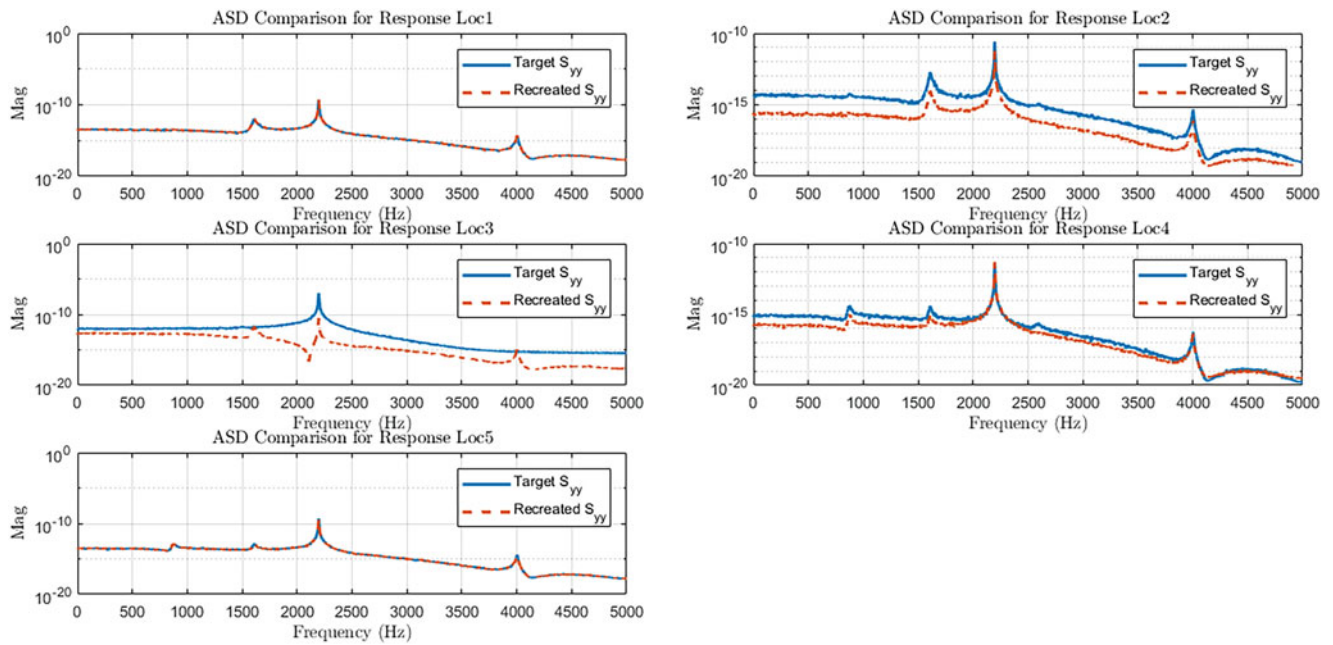 ASD Comparison for Response Loc1
10^0
10^-10
10^-20
Mag
Target S_yy
Recreated S_yy
0 500 1000 1500 2000 2500 3000 3500 4000 4500 5000
Frequency (Hz)
ASD Comparison for Response Loc2
10^-10
10^-15
10^-20
Mag
Target S_yy
Recreated S_yy
0 500 1000 1500 2000 2500 3000 3500 4000 4500 5000
Frequency (Hz)
ASD Comparison for Response Loc3
10^0
10^-10
10^-20
Mag
Target S_yy
Recreated S_yy
0 500 1000 1500 2000 2500 3000 3500 4000 4500 5000
Frequency (Hz)
ASD Comparison for Response Loc4
10^-10
10^-15
10^-20
Mag
Target S_yy
Recreated S_yy
0 500 1000 1500 2000 2500 3000 3500 4000 4500 5000
Frequency (Hz)
ASD Comparison for Response Loc5
10^0
10^-10
10^-20
Mag
Target S_yy
Recreated S_yy
0 500 1000 1500 2000 2500 3000 3500 4000 4500 5000
Frequency (Hz)